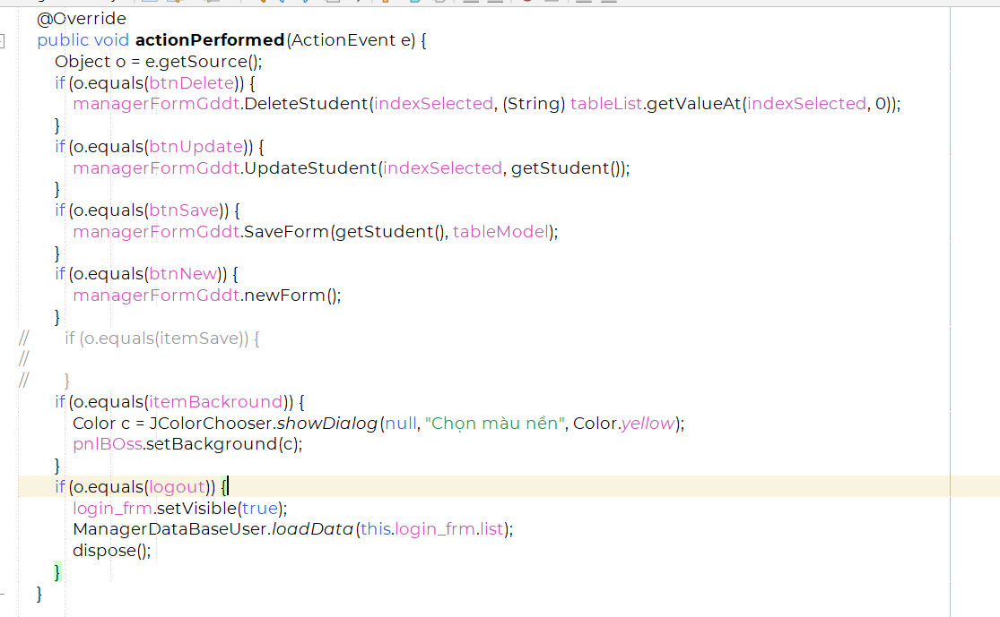 @Override
public void actionPerformed(ActionEvent e) {
Object o = e.getSource();
if (o.equals(btnDelete)) {
managerFormGddt.DeleteStudent(indexSelected, (String) tableList.getValueAt(indexSelected, 0));
}
if (o.equals(btnUpdate)) {
managerFormGddt.UpdateStudent(indexSelected, getStudent());
}
if (o.equals(btnSave)) {
managerFormGddt.SaveForm(getStudent(), tableModel);
}
if (o.equals(btnNew)) {
managerFormGddt.newForm();
}
// if (o.equals(itemSave)) {
//
// }
if (o.equals(itemBackround)) {
Color c = JColorChooser.showDialog(null, "Chọn màu nền", Color.yellow);
pnlBOss.setBackground(c);
}
if (o.equals(logout)) {
login_frm.setVisible(true);
ManagerDataBaseUser.loadData(this.login_frm.list);
dispose();
}
}